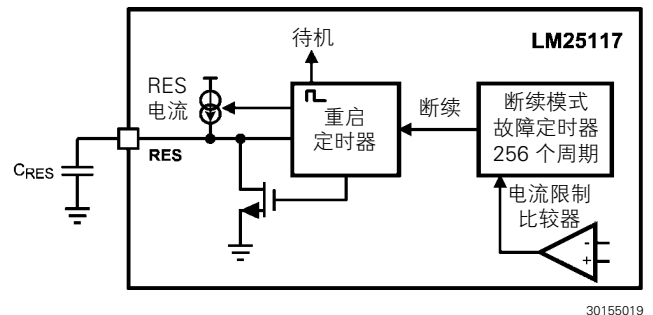 待机
LM25117
RES
电流
重启
定时器
断续
断续模式
故障定时器
256 个周期
RES
CRES
电流限制
比较器
-
+
30155019